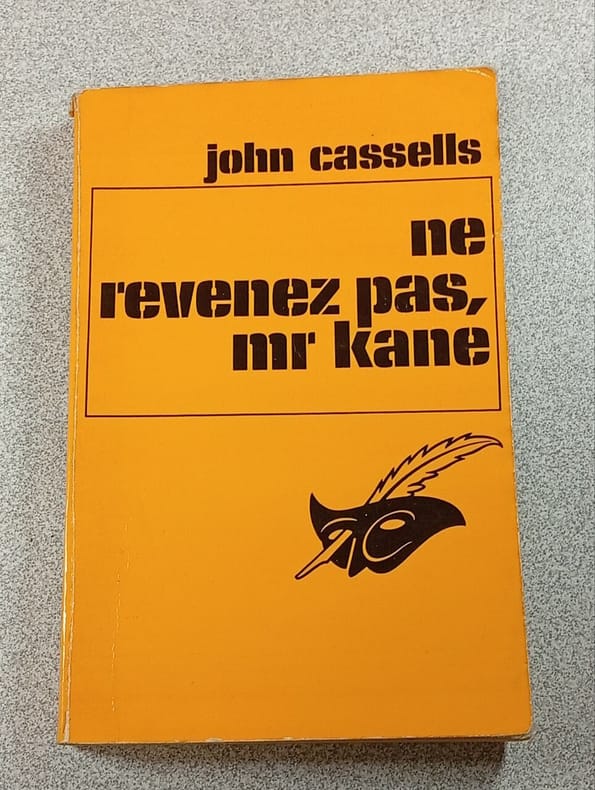 john cassells
ne
revenez pas,
mr kane